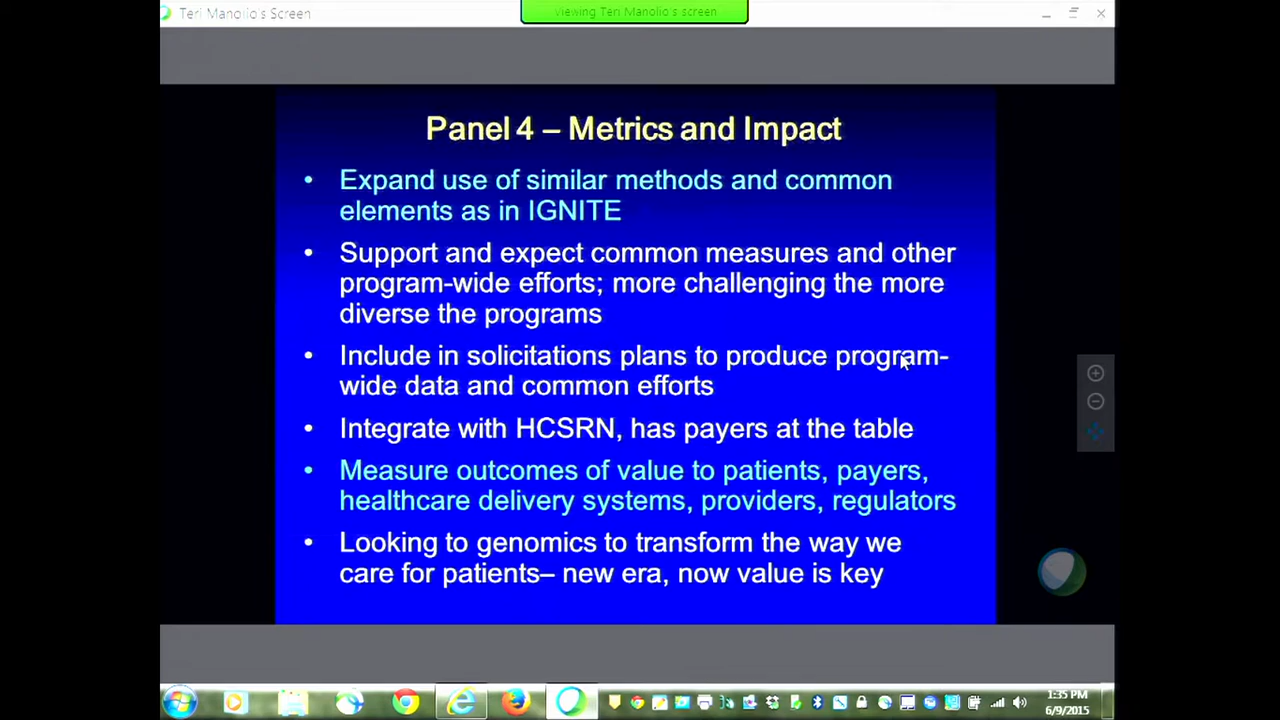 Teri Manolio's Screen
Viewing Teri Manolio's screen
Panel 4 – Metrics and Impact
• Expand use of similar methods and common
elements as in IGNITE
• Support and expect common measures and other
program-wide efforts; more challenging the more
diverse the programs
• Include in solicitations plans to produce program-
wide data and common efforts
• Integrate with HCSRN, has payers at the table
• Measure outcomes of value to patients, payers,
healthcare delivery systems, providers, regulators
• Looking to genomics to transform the way we
care for patients– new era, now value is key
1:35 PM
6/9/2015